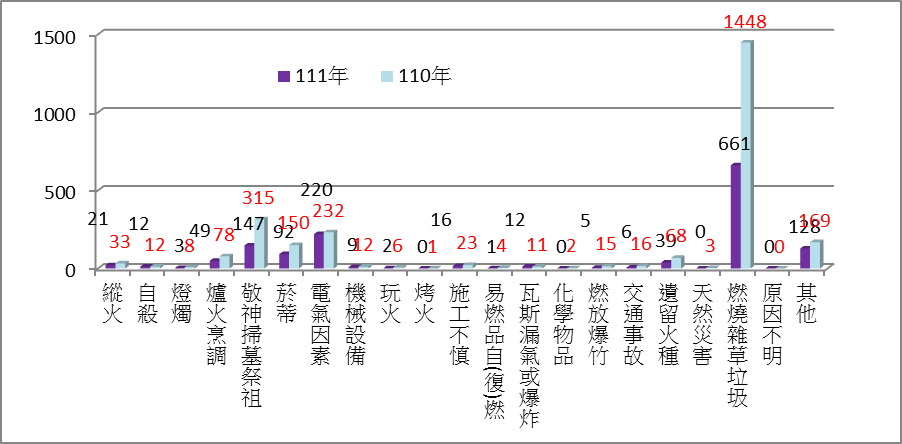 1448
1500
111年 110年
1000
661
500
315
220
232
21 12 49 147 92 150 16 12 5 128 169
33 12 3 8 78 9 12 2 6 0 1 23 1 4 11 0 2 15 6 16 39 68 0 3 0 0
0
縱火
自殺
燈燭
爐火烹調
敬神掃墓祭祖
菸蒂
電氣因素
機械設備
玩火
烤火
施工不慎
易燃品自(復)燃
瓦斯漏氣或爆炸
化學物品
燃放爆竹
交通事故
遺留火種
天然災害
燃燒雜草垃圾
原因不明
其他